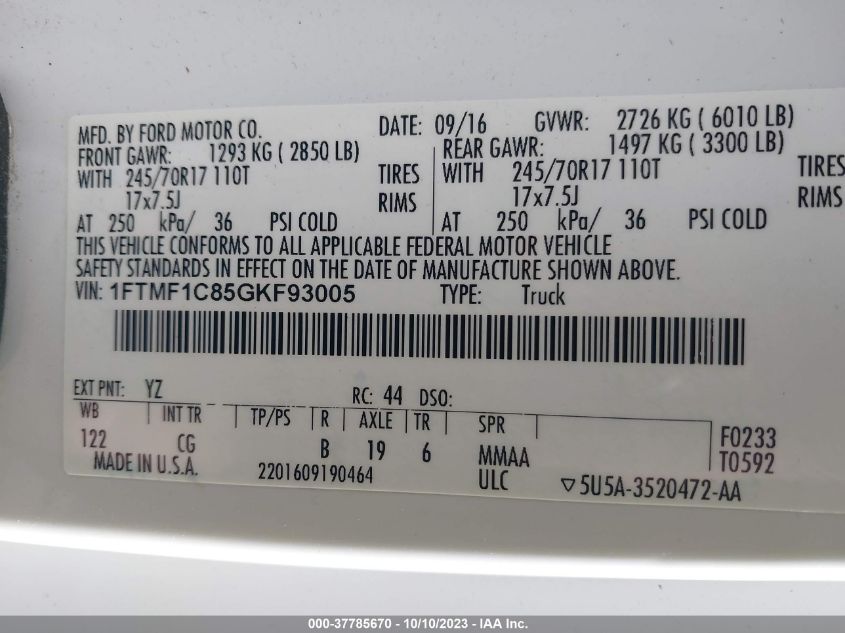 MFD. BY FORD MOTOR CO. DATE: 09/16 GVWR: 2726 KG ( 6010 LB)
FRONT GAWR: 1293 KG ( 2850 LB) REAR GAWR: 1497 KG ( 3300 LB)
WITH 245/70R17 110T TIRES WITH 245/70R17 110T TIRES
17x7.5J RIMS 17x7.5J RIMS
AT 250 kPa/ 36 PSI COLD AT 250 kPa/ 36 PSI COLD
THIS VEHICLE CONFORMS TO ALL APPLICABLE FEDERAL MOTOR VEHICLE
SAFETY STANDARDS IN EFFECT ON THE DATE OF MANUFACTURE SHOWN ABOVE.
VIN: 1FTMF1C85GKF93005 TYPE: Truck
EXT PNT: YZ RC: 44 DSO:
WB INT TR TP/PS R AXLE TR SPR
122 CG B 19 6 MMAA F0233
MADE IN U.S.A. 2201609190464 ULC T0592
▽5U5A-3520472-AA
000-37785670 - 10/10/2023 - IAA Inc.